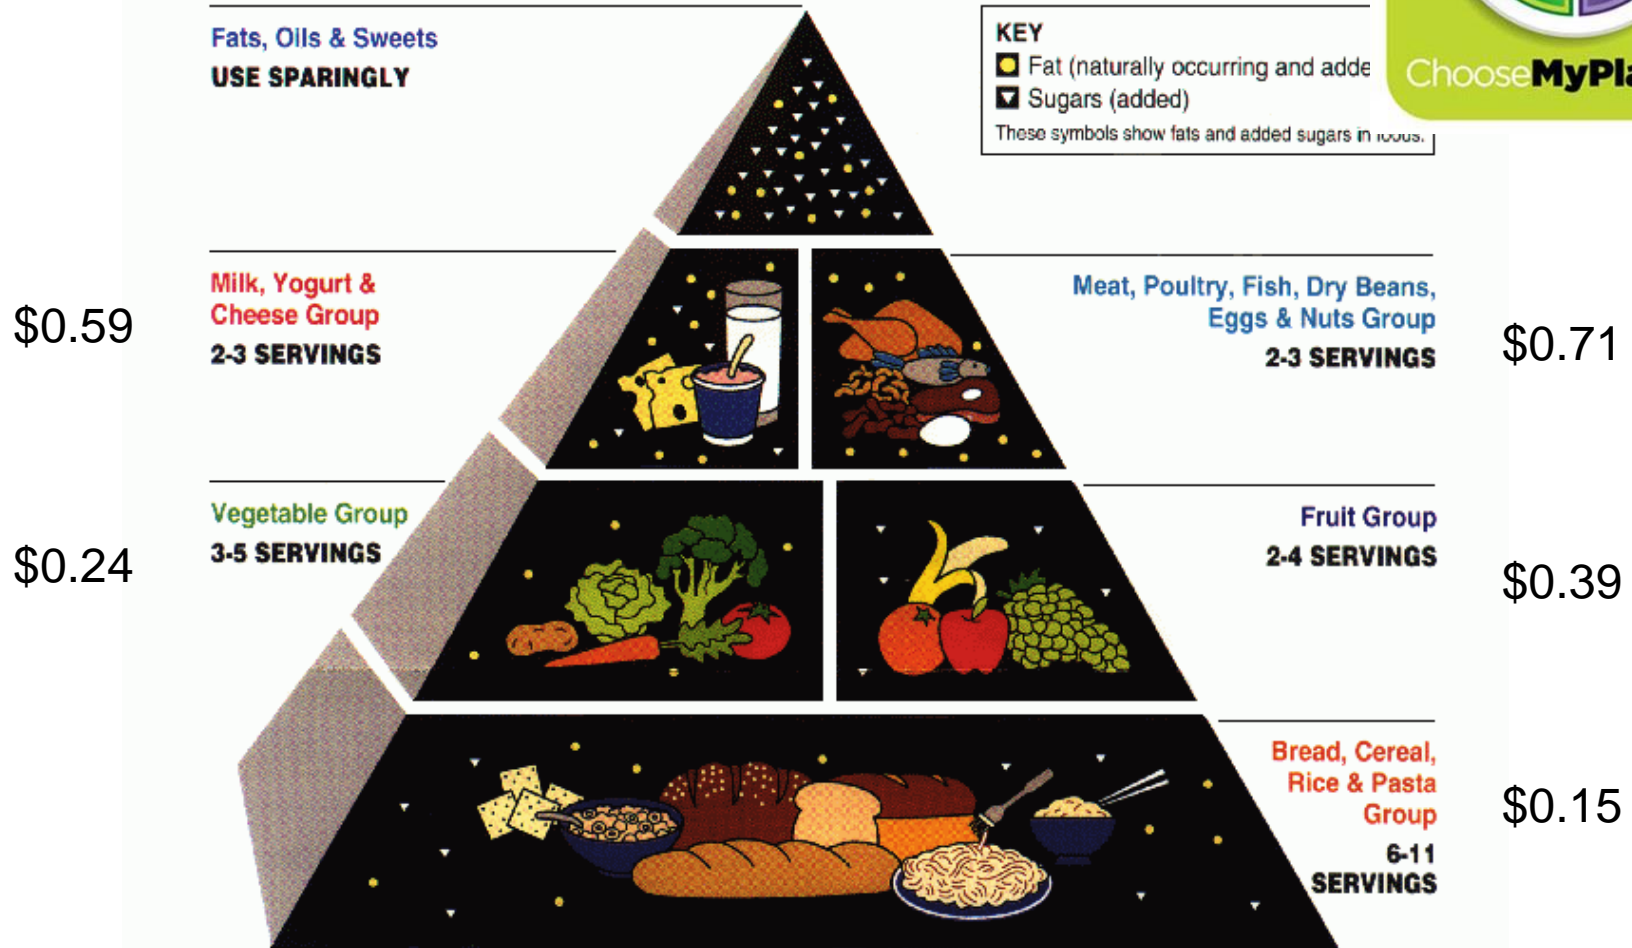 Fats, Oils & Sweets
USE SPARINGLY
KEY
Fat (naturally occurring and adde
Sugars (added)
These symbols show fats and added sugars in foods.
ChooseMyPla
Milk, Yogurt &
Cheese Group
2-3 SERVINGS
$0.59
Meat, Poultry, Fish, Dry Beans,
Eggs & Nuts Group
2-3 SERVINGS
$0.71
Vegetable Group
3-5 SERVINGS
$0.24
Fruit Group
2-4 SERVINGS
$0.39
Bread, Cereal,
Rice & Pasta
Group
6-11
SERVINGS
$0.15